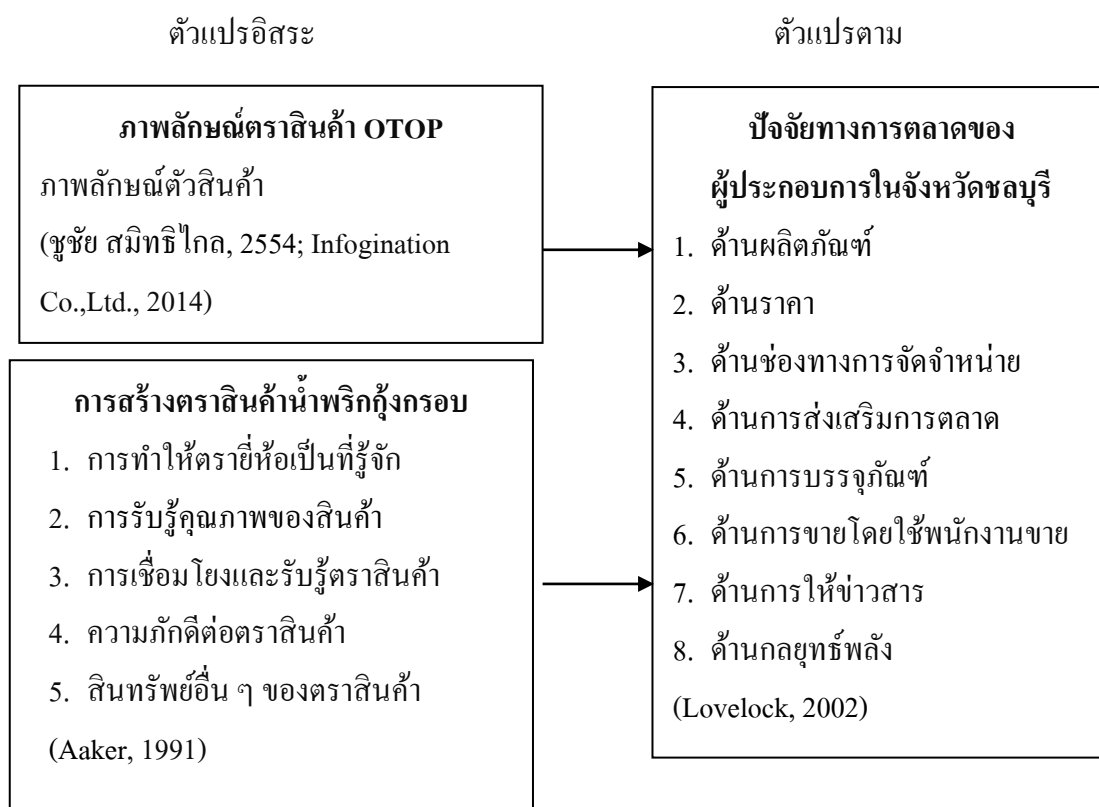 ตัวแปรอิสระ
ตัวแปรตาม
ภาพลักษณ์ตราสินค้า OTOP
ภาพลักษณ์ตัวสินค้า
(ชูชัย สมิทธิไกล, 2554; Infogination
Co.,Ltd., 2014)
การสร้างตราสินค้าน้ำพริกกุ้งกรอบ
1. การทำให้ตรายี่ห้อเป็นที่รู้จัก
2. การรับรู้คุณภาพของสินค้า
3. การเชื่อมโยงและรับรู้ตราสินค้า
4. ความภักดีต่อตราสินค้า
5. สินทรัพย์อื่น ๆ ของตราสินค้า
(Aaker, 1991)
ปัจจัยทางการตลาดของ
ผู้ประกอบการในจังหวัดชลบุรี
1. ด้านผลิตภัณฑ์
2. ด้านราคา
3. ด้านช่องทางการจัดจำหน่าย
4. ด้านการส่งเสริมการตลาด
5. ด้านการบรรจุภัณฑ์
6. ด้านการขายโดยใช้พนักงานขาย
7. ด้านการให้ข่าวสาร
8. ด้านกลยุทธ์พลัง
(Lovelock, 2002)